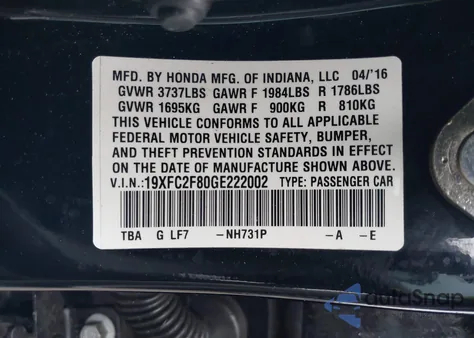 MFD. BY HONDA MFG. OF INDIANA, LLC 04/'16
GVWR 3737LBS GAWR F 1984LBS R 1786LBS
GVWR 1695KG GAWR F 900KG R 810KG
THIS VEHICLE CONFORMS TO ALL APPLICABLE
FEDERAL MOTOR VEHICLE SAFETY, BUMPER,
AND THEFT PREVENTION STANDARDS IN EFFECT
ON THE DATE OF MANUFACTURE SHOWN ABOVE.
V.I.N.:19XFC2F80GE222002 TYPE: PASSENGER CAR
TBA G LF7 -NH731P -A -E
AutoSnap